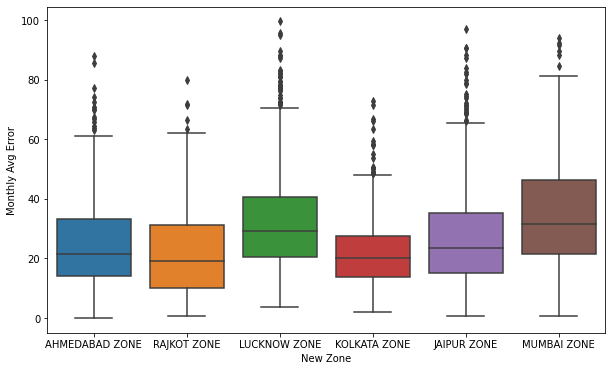 100
80
60
40
20
0
Monthly Avg Error
AHMEDABAD ZONE RAJKOT ZONE LUCKNOW ZONE KOLKATA ZONE JAIPUR ZONE MUMBAI ZONE
New Zone